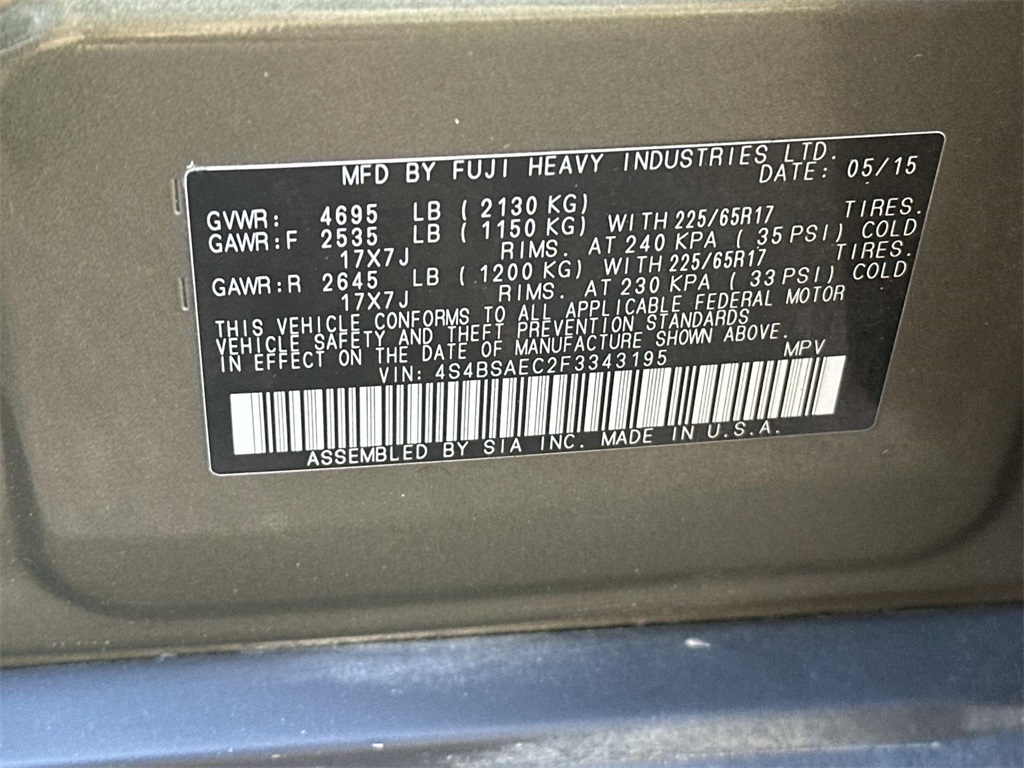 MFD BY FUJI HEAVY INDUSTRIES LTD.
DATE: 05/15
GVWR: 4695 LB (2130 KG)
GAWR:F 2535 LB (1150 KG) WITH 225/65R17 TIRES.
17X7J RIMS. AT 240 KPA (35 PSI) COLD
GAWR:R 2645 LB (1200 KG) WITH 225/65R17 TIRES.
17X7J RIMS. AT 230 KPA (33 PSI) COLD
THIS VEHICLE CONFORMS TO ALL APPLICABLE FEDERAL MOTOR
VEHICLE SAFETY AND THEFT PREVENTION STANDARDS
IN EFFECT ON THE DATE OF MANUFACTURE SHOWN ABOVE.
VIN: 4S4BSAEC2F3343195 MPV
ASSEMBLED BY SIA INC. MADE IN U.S.A.